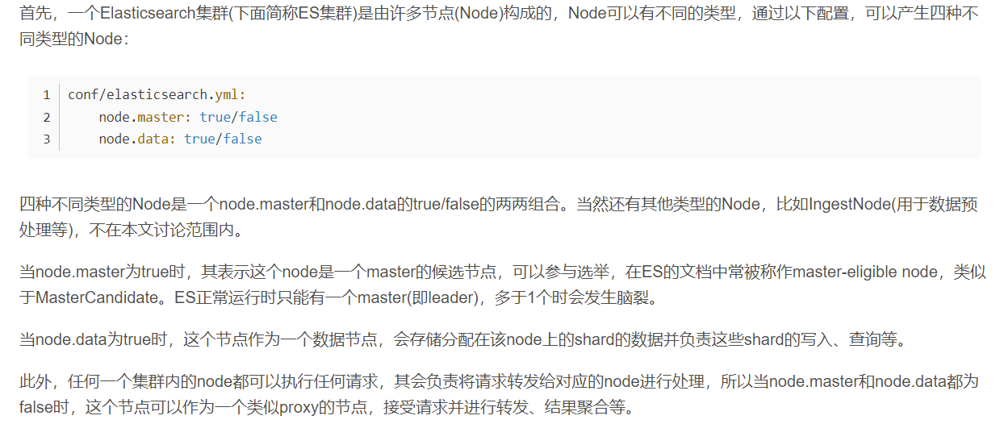 首先，一个Elasticsearch集群(下面简称ES集群)是由许多节点(Node)构成的，Node可以有不同的类型，通过以下配置，可以产生四种不
同类型的Node：
1 conf/elasticsearch.yml:
2 node.master: true/false
3 node.data: true/false
四种不同类型的Node是一个node.master和node.data的true/false的两两组合。当然还有其他类型的Node，比如IngestNode(用于数据预
处理等)，不在本文讨论范围内。
当node.master为true时，其表示这个node是一个master的候选节点，可以参与选举，在ES的文档中常被称作master-eligible node，类似
于MasterCandidate。ES正常运行时只能有一个master(即leader)，多于1个时会发生脑裂。
当node.data为true时，这个节点作为一个数据节点，会存储分配在该node上的shard的数据并负责这些shard的写入、查询等。
此外，任何一个集群内的node都可以执行任何请求，其会负责将请求转发给对应的node进行处理，所以当node.master和node.data都为
false时，这个节点可以作为一个类似proxy的节点，接受请求并进行转发、结果聚合等。